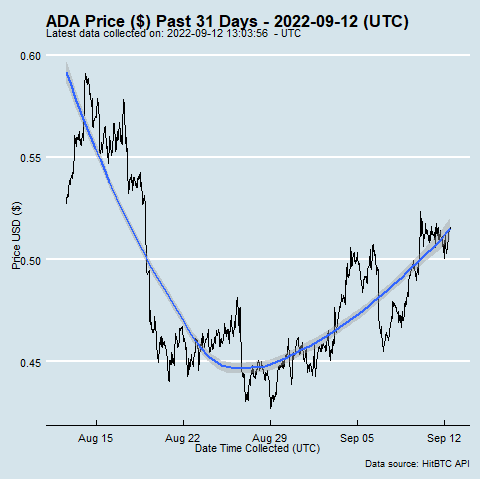 ADA Price ($) Past 31 Days - 2022-09-12 (UTC)
Latest data collected on: 2022-09-12 13:03:56  - UTC
0.60
0.55
0.50
0.45
Price USD ($)
Aug 15
Aug 22
Aug 29
Sep 05
Sep 12
Date Time Collected (UTC)
Data source: HitBTC API